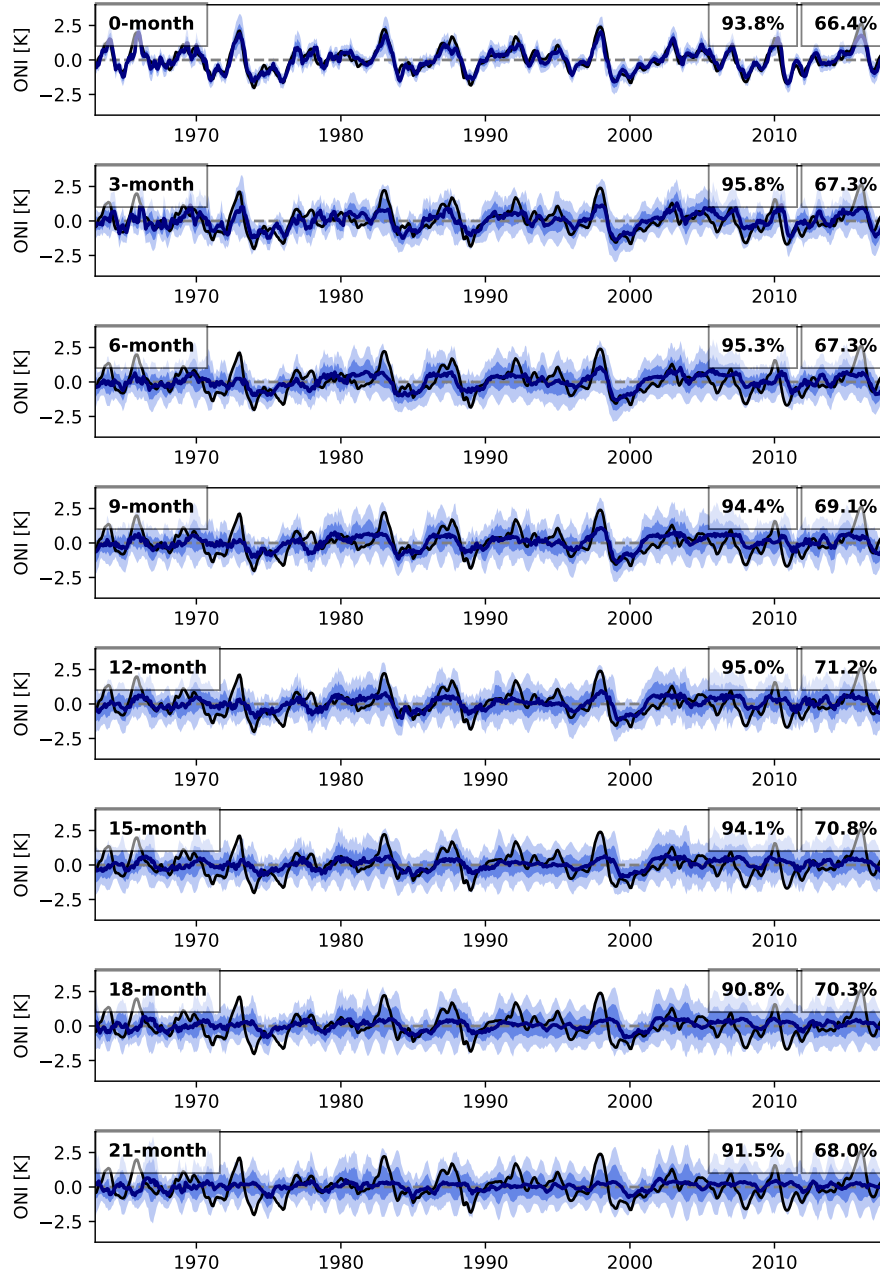 0-month 93.8% 66.4%
2.5
0.0
−2.5
ONI [K]
1970 1980 1990 2000 2010
3-month 95.8% 67.3%
2.5
0.0
−2.5
ONI [K]
1970 1980 1990 2000 2010
6-month 95.3% 67.3%
2.5
0.0
−2.5
ONI [K]
1970 1980 1990 2000 2010
9-month 94.4% 69.1%
2.5
0.0
−2.5
ONI [K]
1970 1980 1990 2000 2010
12-month 95.0% 71.2%
2.5
0.0
−2.5
ONI [K]
1970 1980 1990 2000 2010
15-month 94.1% 70.8%
2.5
0.0
−2.5
ONI [K]
1970 1980 1990 2000 2010
18-month 90.8% 70.3%
2.5
0.0
−2.5
ONI [K]
1970 1980 1990 2000 2010
21-month 91.5% 68.0%
2.5
0.0
−2.5
ONI [K]
1970 1980 1990 2000 2010